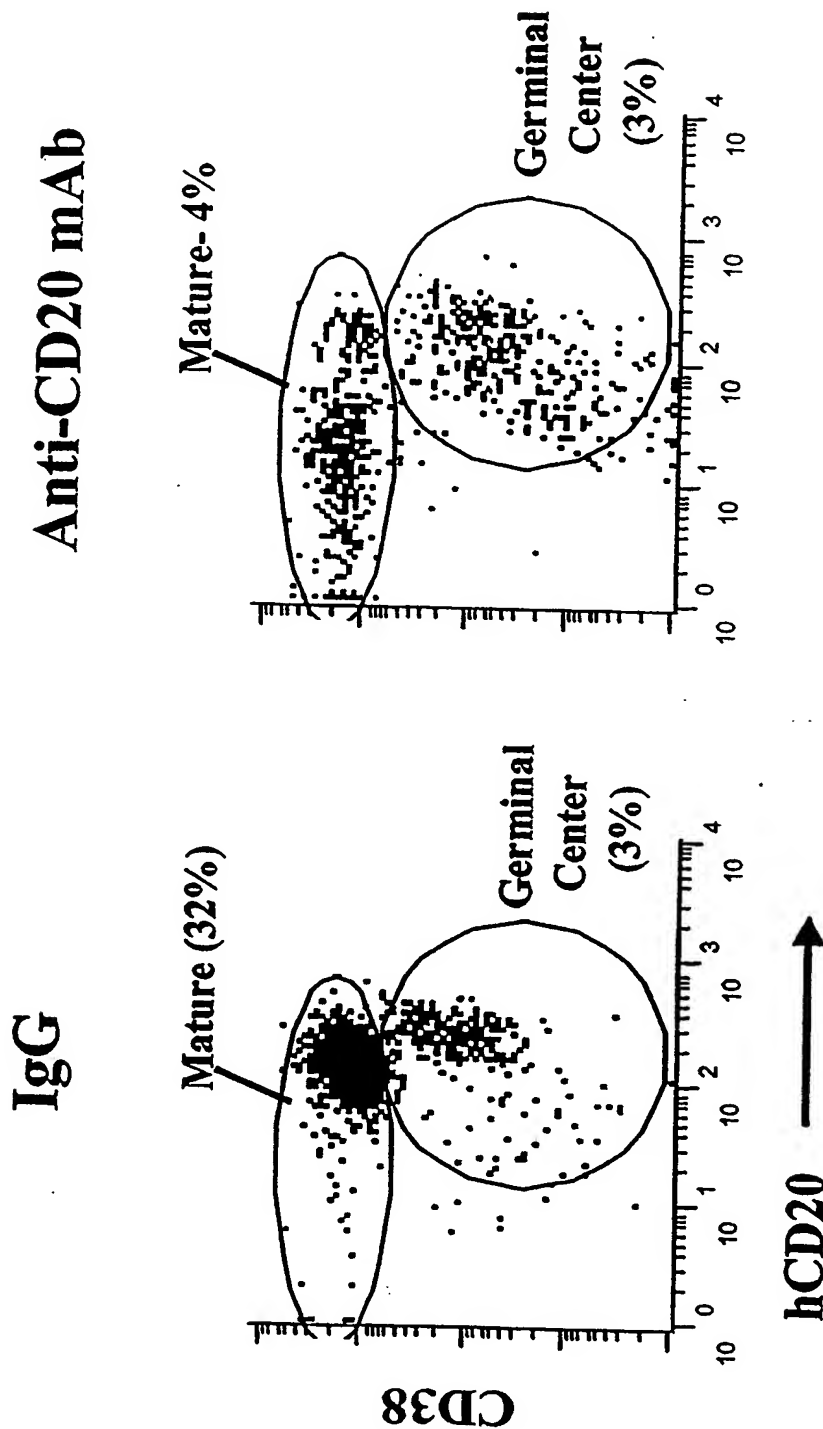 IgG
Mature (32%)
Germinal
Center
(3%)
10 0
10 1
10 2
10 3
10 4
CD38
hCD20
Anti-CD20 mAb
Mature- 4%
Germinal
Center
(3%)
10 0
10 1
10 2
10 3
10 4